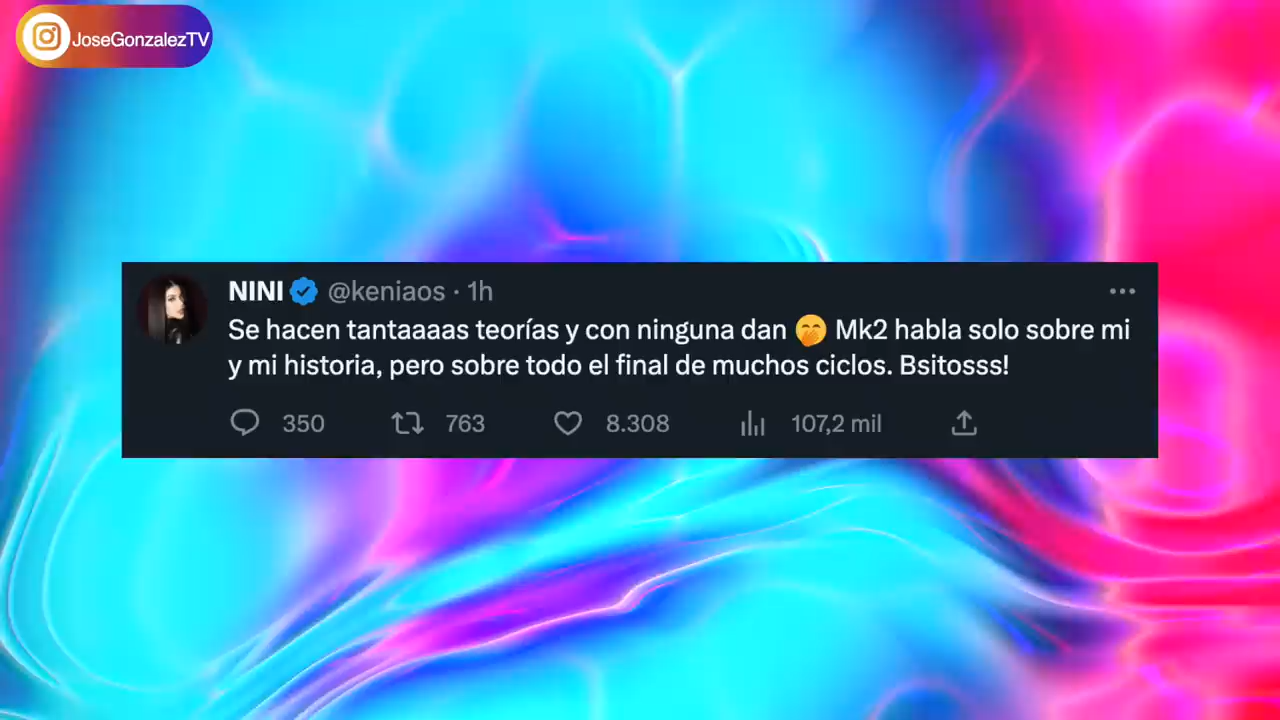 JoseGonzalezTV
NINI @keniaos · 1h
Se hacen tantaaaas teorías y con ninguna dan 🤭 Mk2 habla solo sobre mi
y mi historia, pero sobre todo el final de muchos ciclos. Bsitosss!
350 763 8.308 107,2 mil